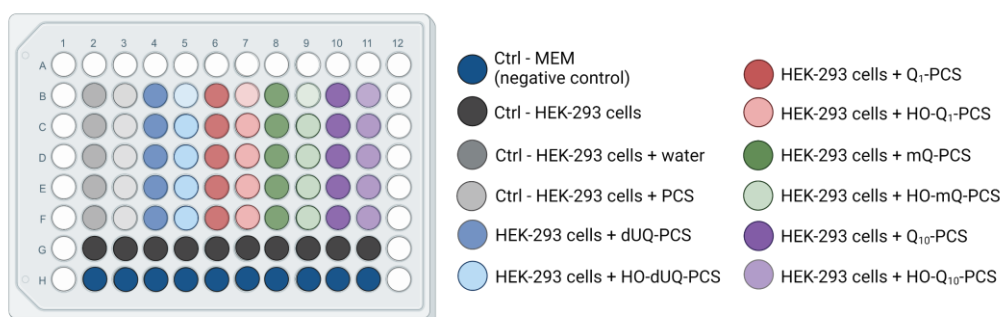 1 2 3 4 5 6 7 8 9 10 11 12
A
B
C
D
E
F
G
H
Ctrl - MEM
(negative control)
Ctrl - HEK-293 cells
Ctrl - HEK-293 cells + water
Ctrl - HEK-293 cells + PCS
HEK-293 cells + dUQ-PCS
HEK-293 cells + HO-dUQ-PCS
HEK-293 cells + Q₁-PCS
HEK-293 cells + HO-Q₁-PCS
HEK-293 cells + mQ-PCS
HEK-293 cells + HO-mQ-PCS
HEK-293 cells + Q₁₀-PCS
HEK-293 cells + HO-Q₁₀-PCS